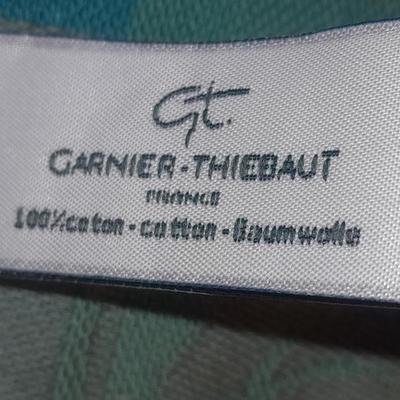 Gt.
GARNIER-THIEBAUT
FRANCE
100%coton - cotton - Baumwolle